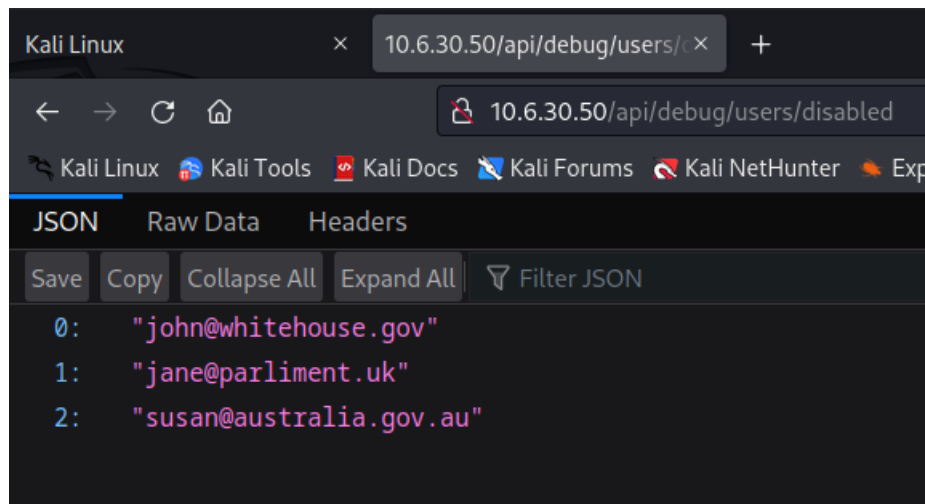 Kali Linux × 10.6.30.50/api/debug/users/ × +
10.6.30.50/api/debug/users/disabled
Kali Linux Kali Tools Kali Docs Kali Forums Kali NetHunter Exp
JSON Raw Data Headers
Save Copy Collapse All Expand All Filter JSON
0: "john@whitehouse.gov"
1: "jane@parliment.uk"
2: "susan@australia.gov.au"